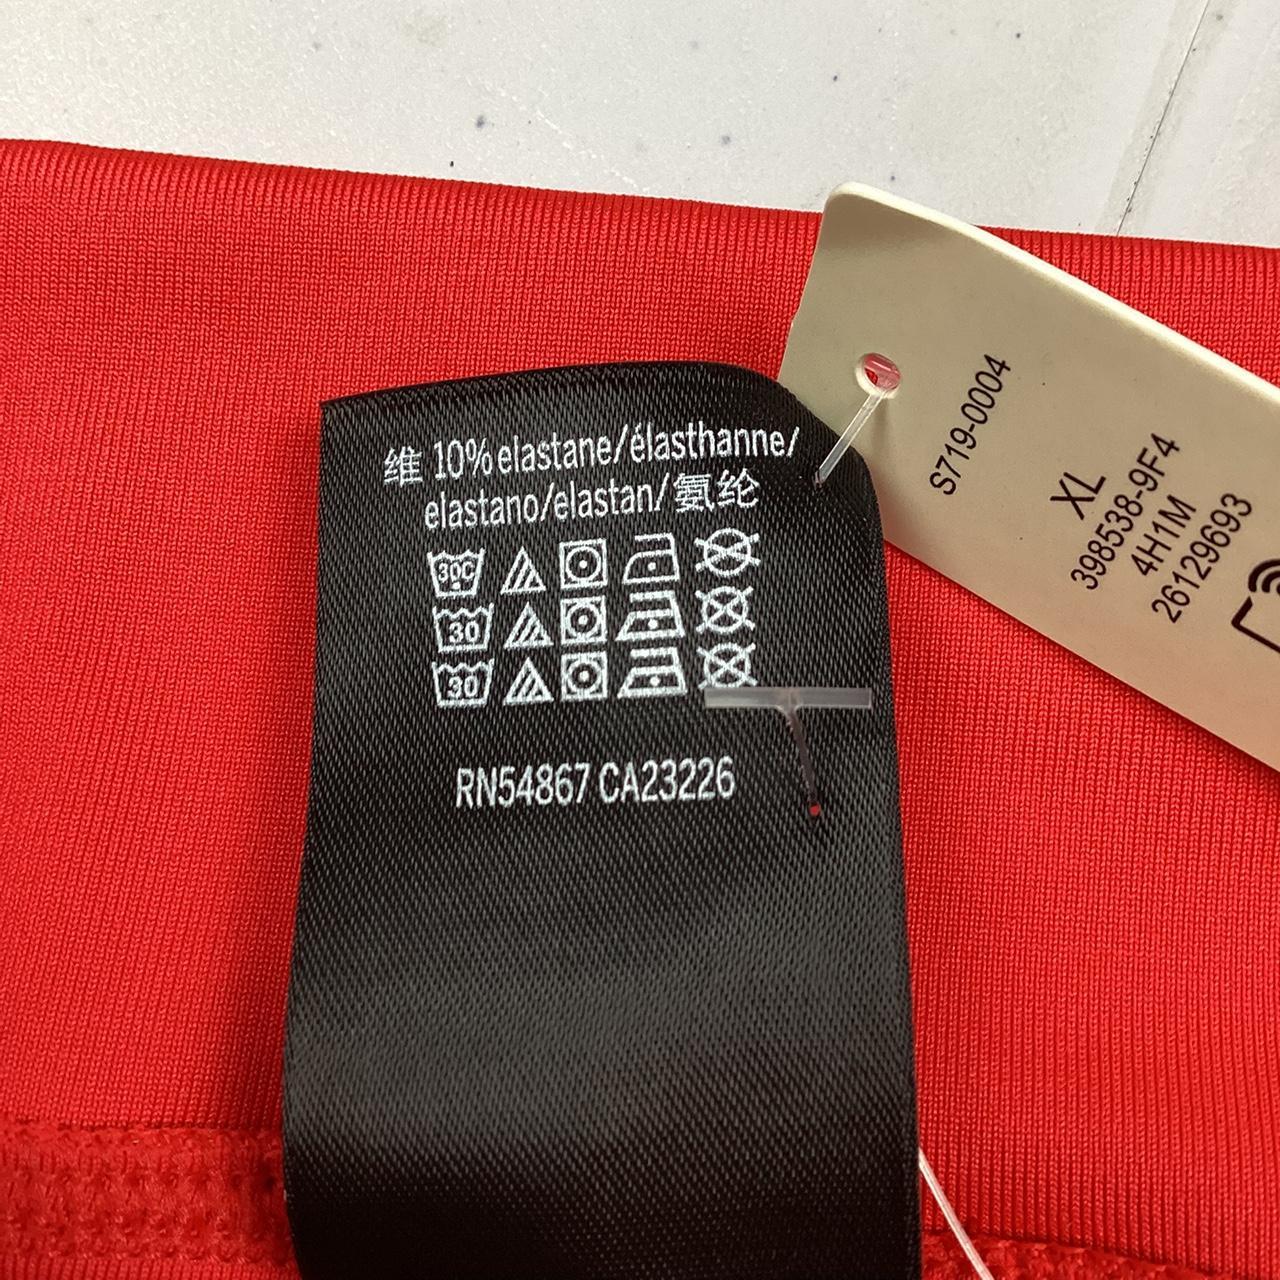 维 10% elastane/élasthanne/
elastano/elastan/氨纶
30C
30
30
RN54867 CA23226
S719-0004
XL
398538-9F4
4H1M
26129693